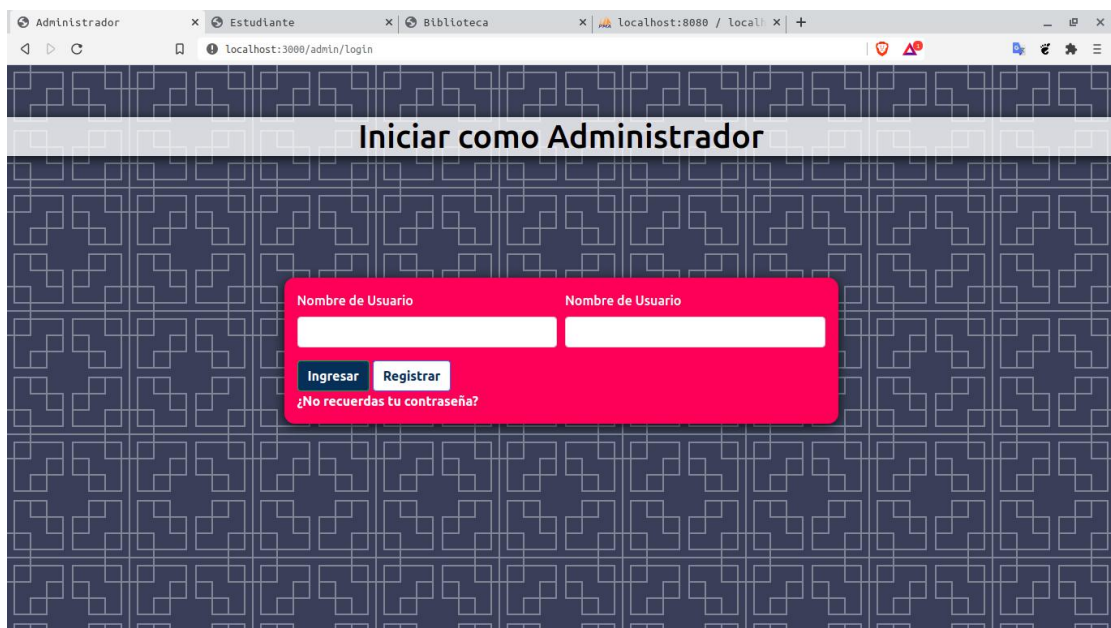 Administrador
Estudiante
Biblioteca
localhost:8080 / localh
localhost:3000/admin/login
Iniciar como Administrador
Nombre de Usuario
Nombre de Usuario
Ingresar
Registrar
¿No recuerdas tu contraseña?